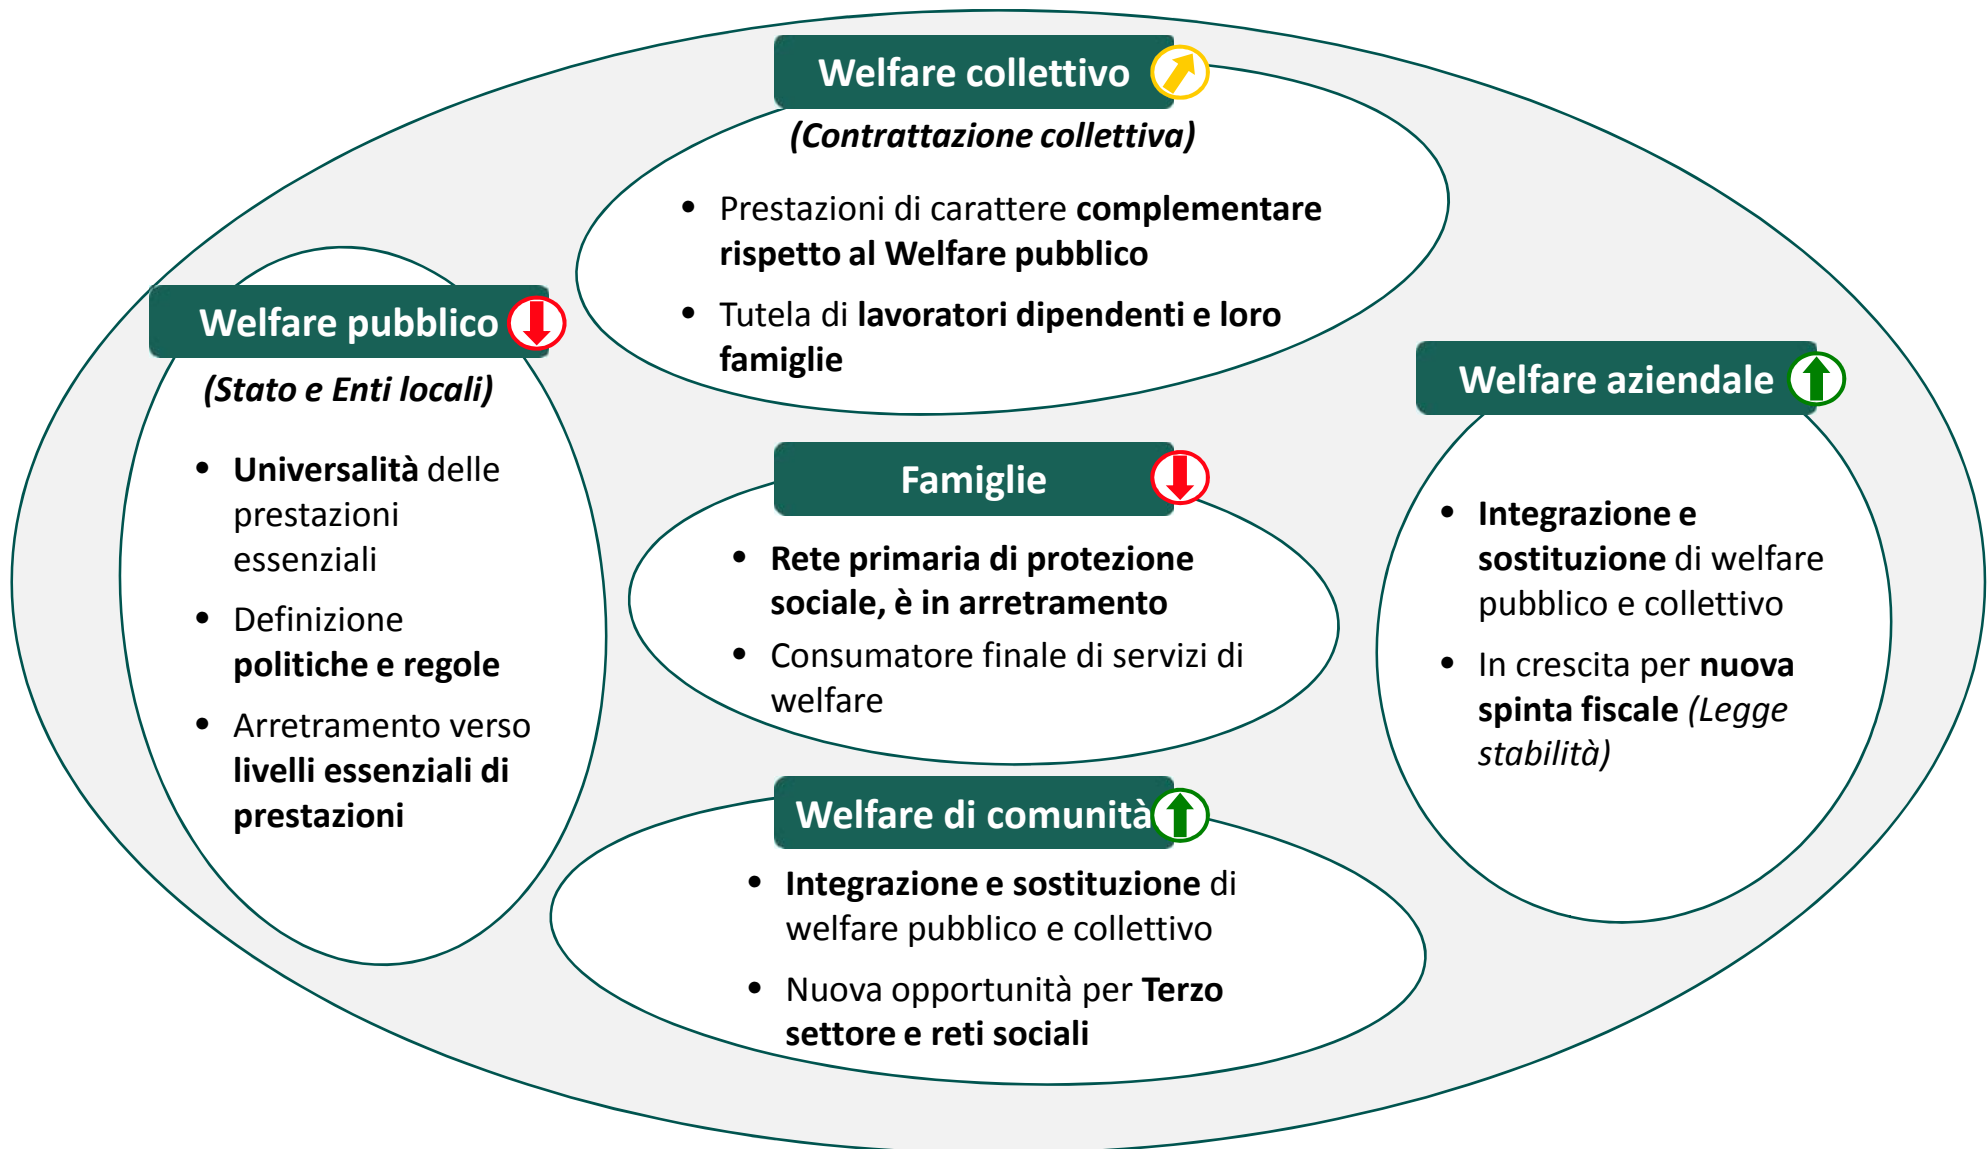 Welfare collettivo
(Contrattazione collettiva)
• Prestazioni di carattere complementare
rispetto al Welfare pubblico
• Tutela di lavoratori dipendenti e loro
famiglie
Welfare pubblico
(Stato e Enti locali)
• Universalità delle
prestazioni
essenziali
• Definizione
politiche e regole
• Arretramento verso
livelli essenziali di
prestazioni
Famiglie
• Rete primaria di protezione
sociale, è in arretramento
• Consumatore finale di servizi di
welfare
Welfare aziendale
• Integrazione e
sostituzione di welfare
pubblico e collettivo
• In crescita per nuova
spinta fiscale (Legge
stabilità)
Welfare di comunità
• Integrazione e sostituzione di
welfare pubblico e collettivo
• Nuova opportunità per Terzo
settore e reti sociali